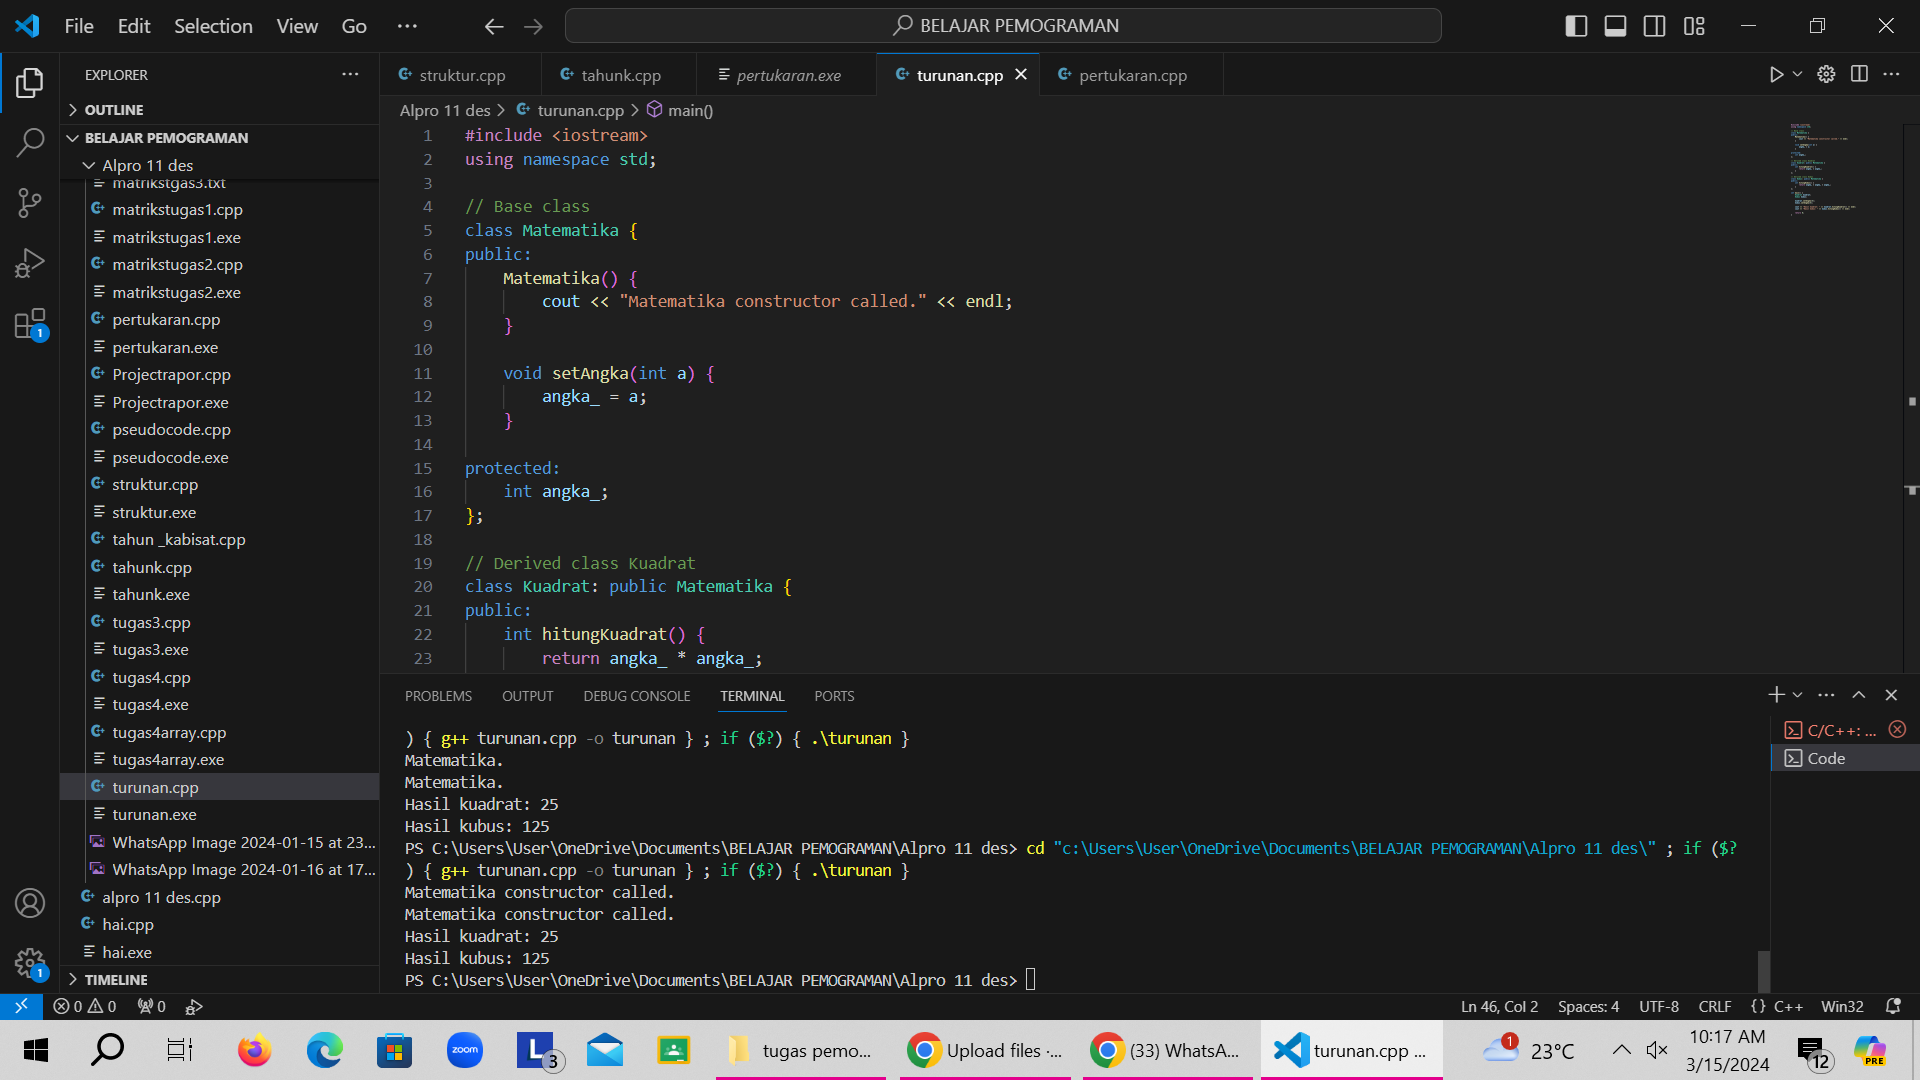 File Edit Selection View Go ···
BELAJAR PEMOGRAMAN
EXPLORER
OUTLINE
BELAJAR PEMOGRAMAN
Alpro 11 des
matrikstgas3.txt
matrikstugas1.cpp
matrikstugas1.exe
matrikstugas2.cpp
matrikstugas2.exe
pertukaran.cpp
pertukaran.exe
Projectrapor.cpp
Projectrapor.exe
pseudocode.cpp
pseudocode.exe
struktur.cpp
struktur.exe
tahun _kabisat.cpp
tahunk.cpp
tahunk.exe
tugas3.cpp
tugas3.exe
tugas4.cpp
tugas4.exe
tugas4array.cpp
tugas4array.exe
turunan.cpp
turunan.exe
WhatsApp Image 2024-01-15 at 23...
WhatsApp Image 2024-01-16 at 17...
alpro 11 des.cpp
hai.cpp
hai.exe
TIMELINE
struktur.cpp tahunk.cpp pertukaran.exe turunan.cpp pertukaran.cpp
Alpro 11 des > turunan.cpp > main()
1 #include <iostream>
2 using namespace std;
3
4 // Base class
5 class Matematika {
6 public:
7 Matematika() {
8 cout << "Matematika constructor called." << endl;
9 }
10
11 void setAngka(int a) {
12 angka_ = a;
13 }
14
15 protected:
16 int angka_;
17 };
18
19 // Derived class Kuadrat
20 class Kuadrat: public Matematika {
21 public:
22 int hitungKuadrat() {
23 return angka_ * angka_;
PROBLEMS OUTPUT DEBUG CONSOLE TERMINAL PORTS
) { g++ turunan.cpp -o turunan } ; if ($?) { .\turunan }
Matematika.
Matematika.
Hasil kuadrat: 25
Hasil kubus: 125
PS C:\Users\User\OneDrive\Documents\BELAJAR PEMOGRAMAN\Alpro 11 des> cd "c:\Users\User\OneDrive\Documents\BELAJAR PEMOGRAMAN\Alpro 11 des\" ; if ($?
) { g++ turunan.cpp -o turunan } ; if ($?) { .\turunan }
Matematika constructor called.
Matematika constructor called.
Hasil kuadrat: 25
Hasil kubus: 125
PS C:\Users\User\OneDrive\Documents\BELAJAR PEMOGRAMAN\Alpro 11 des>
C/C++: ...
Code
1
1
0 0 0
Ln 46, Col 2 Spaces: 4 UTF-8 CRLF {} C++ Win32
zoom
L 3
tugas pemo...
Upload files ·...
(33) WhatsA...
turunan.cpp ...
1
23°C
10:17 AM
3/15/2024
12
PRE